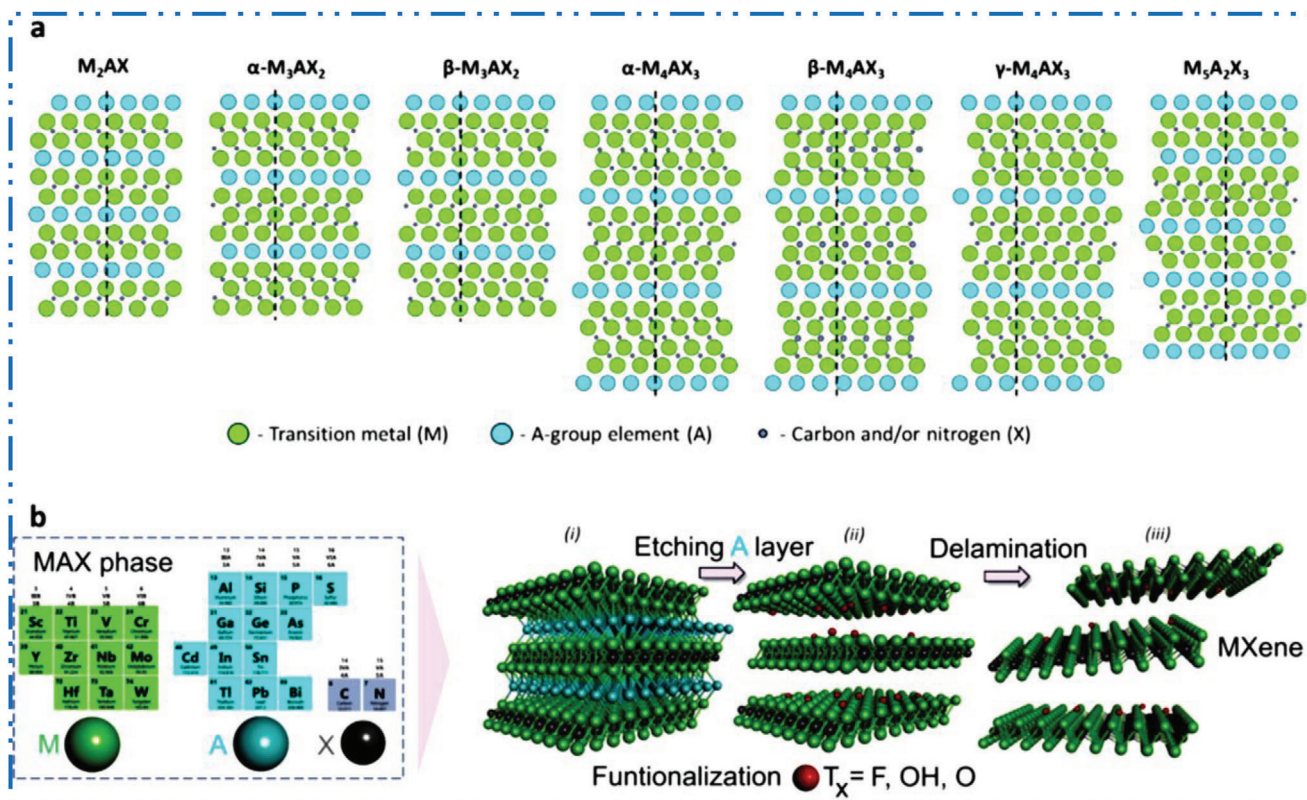 a
M₂AX α-M₃AX₂ β-M₃AX₂ α-M₄AX₃ β-M₄AX₃ γ-M₄AX₃ M₅A₂X₃
- Transition metal (M) - A-group element (A) - Carbon and/or nitrogen (X)
b
MAX phase
Sc Ti V Cr
Y Zr Nb Mo
Hf Ta W
M
Al Si P S
Ga Ge As
Cd In Sn
Tl Pb Bi
A
C N
X
(i) (ii) (iii)
Etching A layer
Delamination
MXene
Funtionalization Tₓ= F, OH, O